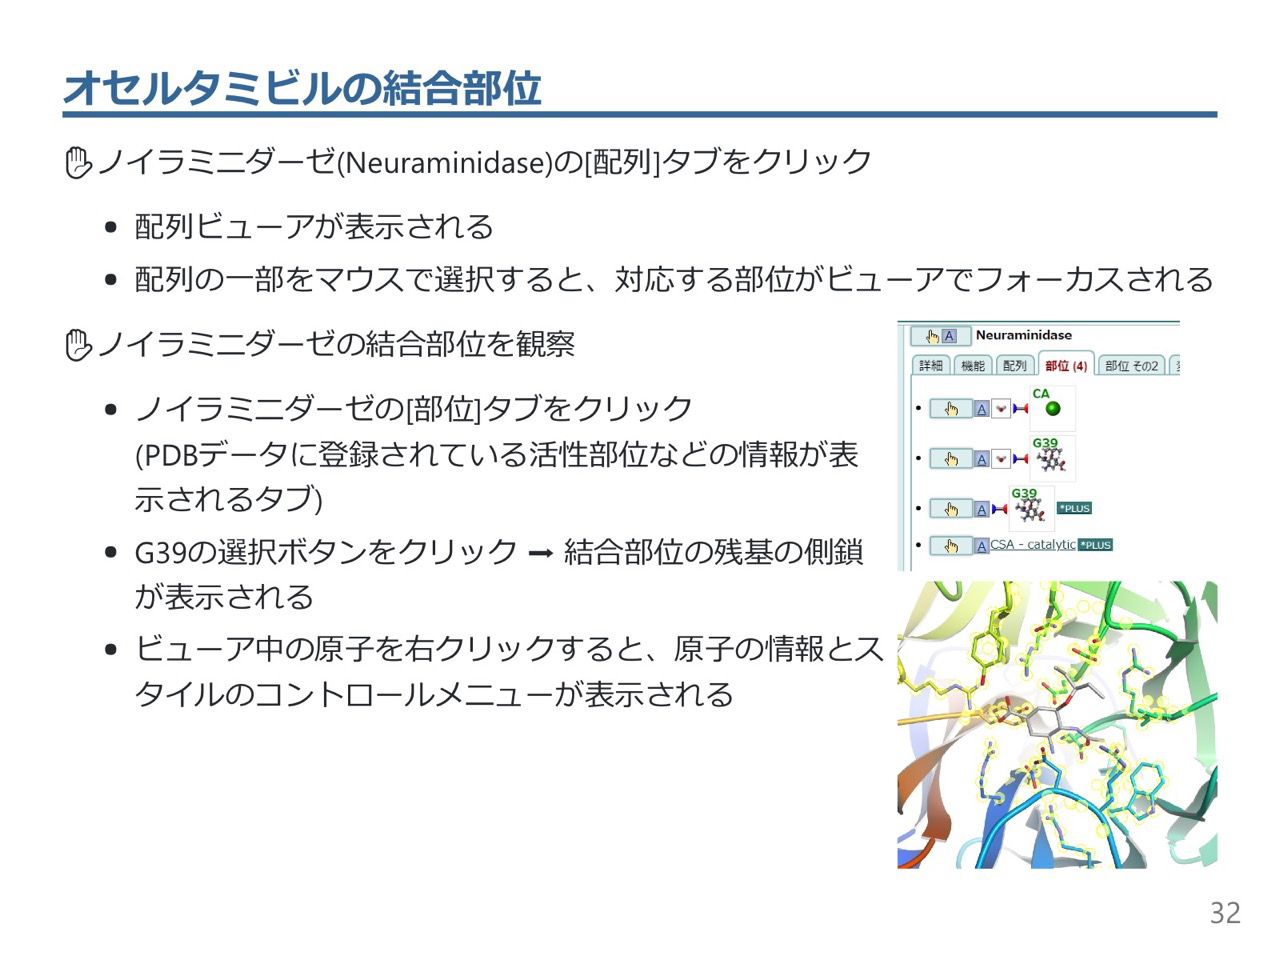 オセルタミビルの結合部位
✋ノイラミニダーゼ(Neuraminidase)の[配列]タブをクリック
• 配列ビューアが表示される
• 配列の一部をマウスで選択すると、対応する部位がビューアでフォーカスされる
✋ノイラミニダーゼの結合部位を観察
• ノイラミニダーゼの[部位]タブをクリック
(PDBデータに登録されている活性部位などの情報が表
示されるタブ)
• G39の選択ボタンをクリック ➡ 結合部位の残基の側鎖
が表示される
• ビューア中の原子を右クリックすると、原子の情報とス
タイルのコントロールメニューが表示される
A Neuraminidase
詳細 機能 配列 部位 (4) 部位 その2
• A CA
• A G39
• A G39 *PLUS
• A CSA - catalytic *PLUS
32